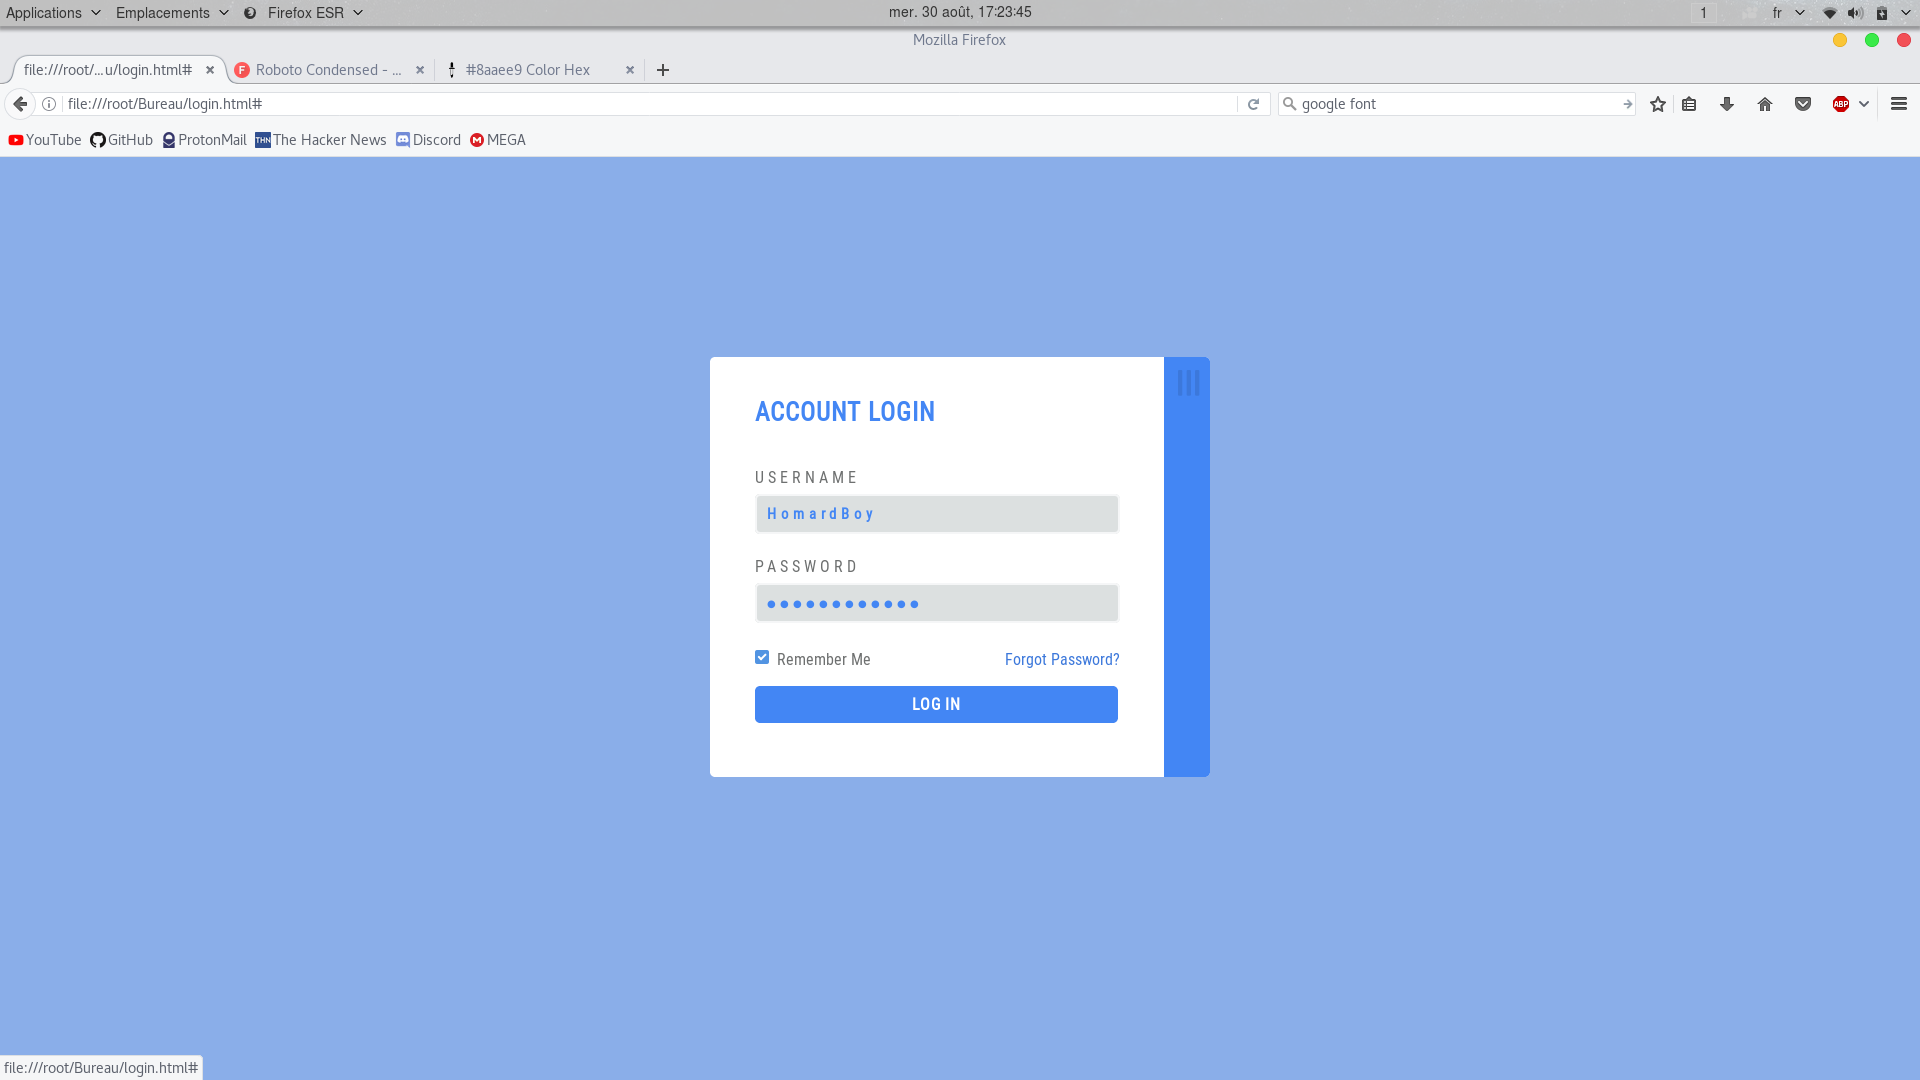 Applications Emplacements Firefox ESR mer. 30 août, 17:23:45 1 fr
Mozilla Firefox
file:///root/...u/login.html# Roboto Condensed - ... #8aaee9 Color Hex
file:///root/Bureau/login.html# google font ABP
YouTube GitHub ProtonMail THN The Hacker News Discord MEGA
ACCOUNT LOGIN
USERNAME
HomardBoy
PASSWORD
Remember Me Forgot Password?
LOG IN
file:///root/Bureau/login.html#